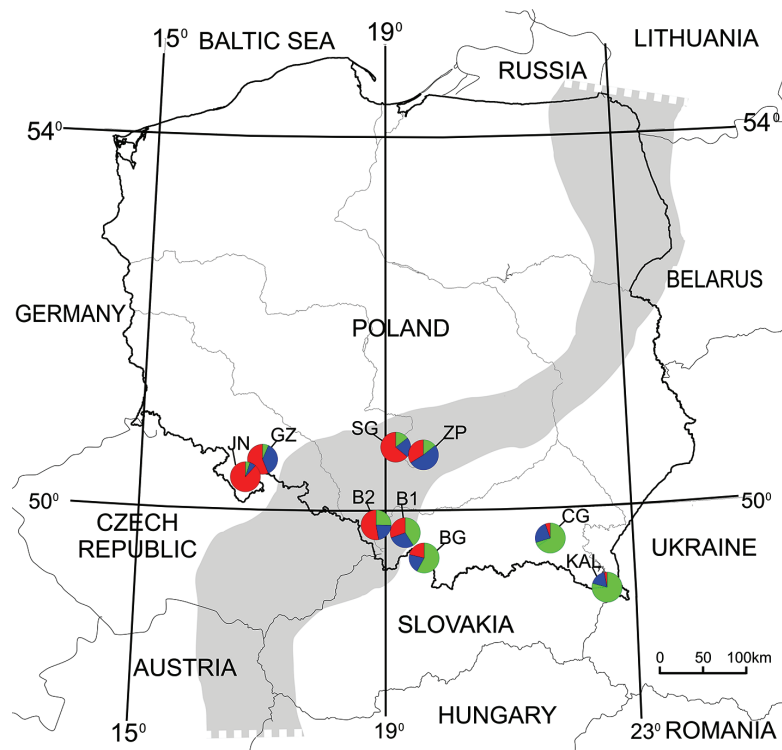 15⁰
BALTIC SEA
19⁰
LITHUANIA
RUSSIA
54⁰
54⁰
BELARUS
GERMANY
POLAND
JN
GZ
SG
ZP
50⁰
50⁰
B2
B1
BG
CG
KAL
CZECH
REPUBLIC
UKRAINE
SLOVAKIA
0 50 100km
AUSTRIA
HUNGARY
15⁰
19⁰
23⁰
ROMANIA